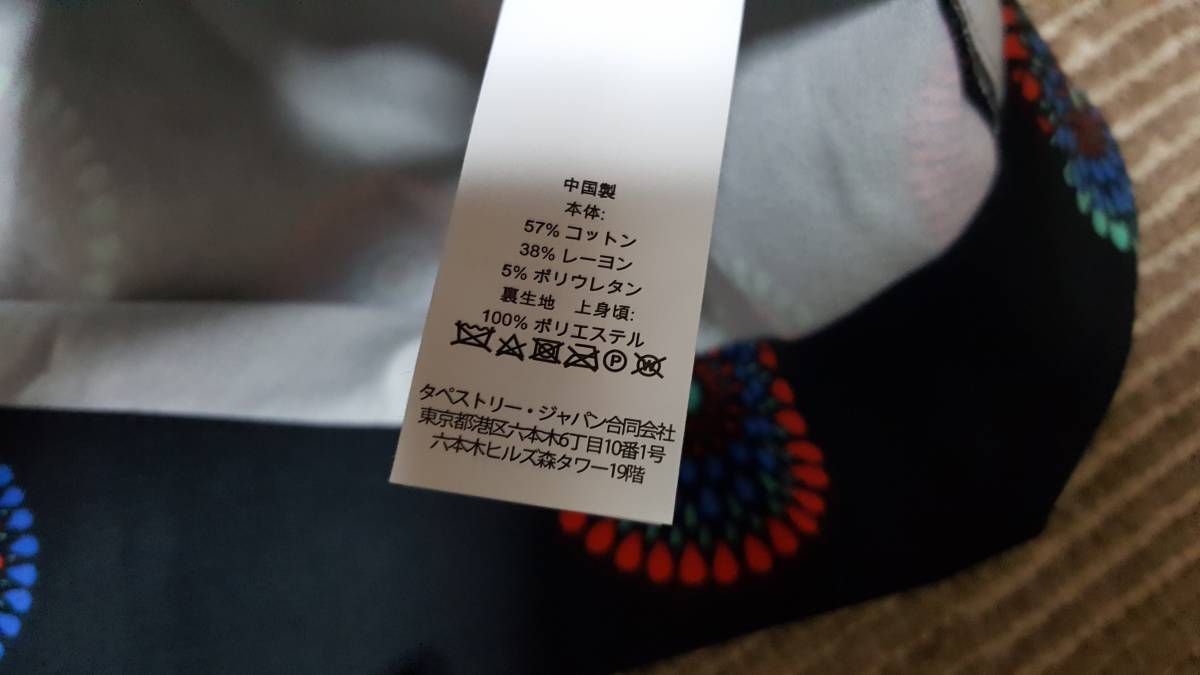 中国製
本体:
57% コットン
38% レーヨン
5% ポリウレタン
裏生地 上身頃:
100% ポリエステル
P W
タペストリー・ジャパン合同会社
東京都港区六本木6丁目10番1号
六本木ヒルズ森タワー19階